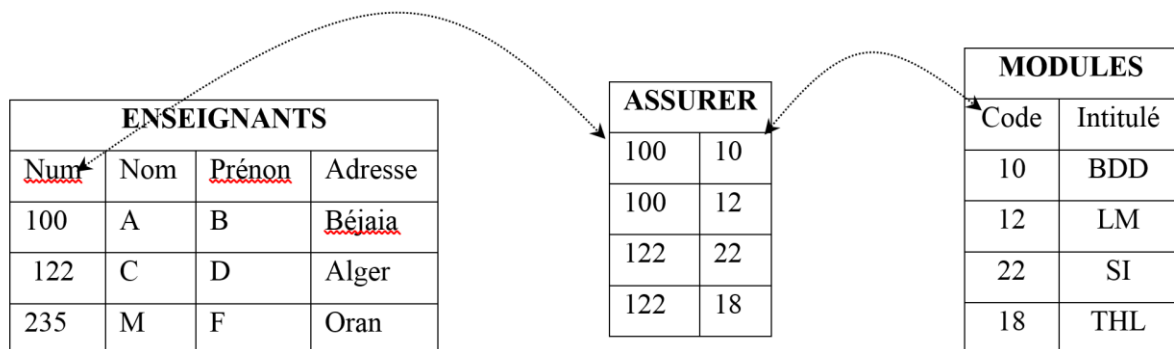 ENSEIGNANTS
Num Nom Prénon Adresse
100 A B Béjaia
122 C D Alger
235 M F Oran
ASSURER
100 10
100 12
122 22
122 18
MODULES
Code Intitulé
10 BDD
12 LM
22 SI
18 THL